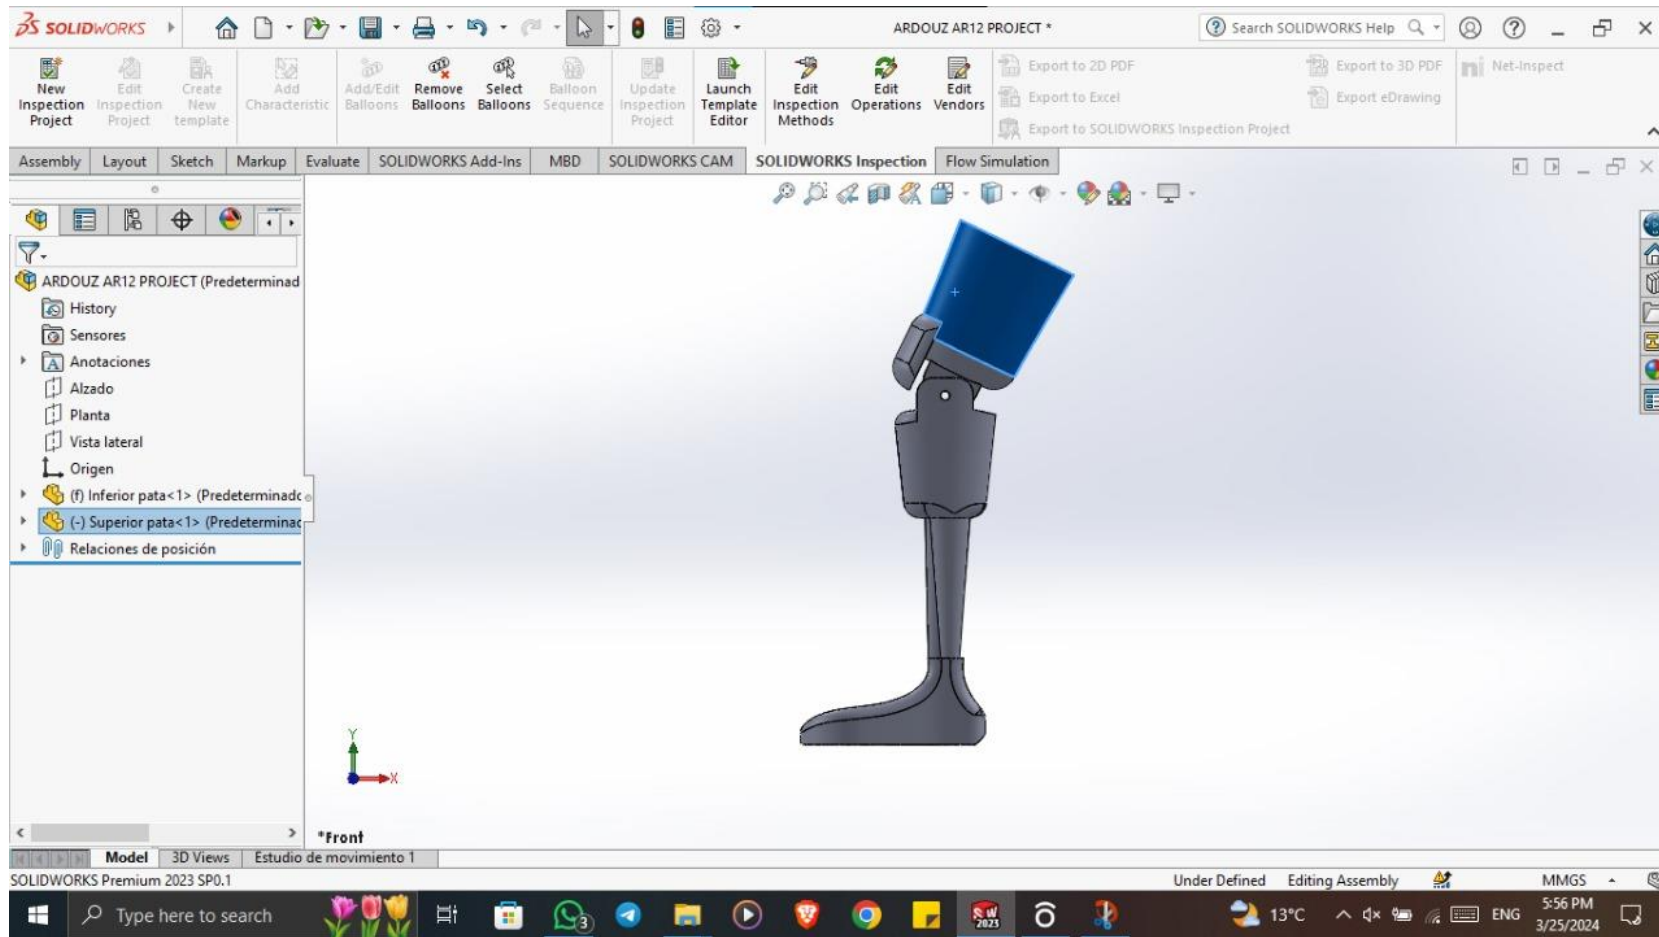 SOLIDWORKS
ARDOUZ AR12 PROJECT *
Search SOLIDWORKS Help
New Inspection Project
Edit Inspection Project
Create New template
Add Characteristic
Add/Edit Balloons
Remove Balloons
Select Balloons
Balloon Sequence
Update Inspection Project
Launch Template Editor
Edit Inspection Methods
Edit Operations
Edit Vendors
Export to 2D PDF
Export to Excel
Export to SOLIDWORKS Inspection Project
Export to 3D PDF
Export eDrawing
Net-Inspect
Assembly Layout Sketch Markup Evaluate SOLIDWORKS Add-Ins MBD SOLIDWORKS CAM SOLIDWORKS Inspection Flow Simulation
ARDOUZ AR12 PROJECT (Predeterminad
History
Sensores
Anotaciones
Alzado
Planta
Vista lateral
Origen
(f) Inferior pata<1> (Predeterminado
(-) Superior pata<1> (Predeterminac
Relaciones de posición
Y
X
*Front
Model 3D Views Estudio de movimiento 1
SOLIDWORKS Premium 2023 SP0.1
Under Defined Editing Assembly MMGS
Type here to search
3
SW 2023
13°C
ENG
5:56 PM
3/25/2024